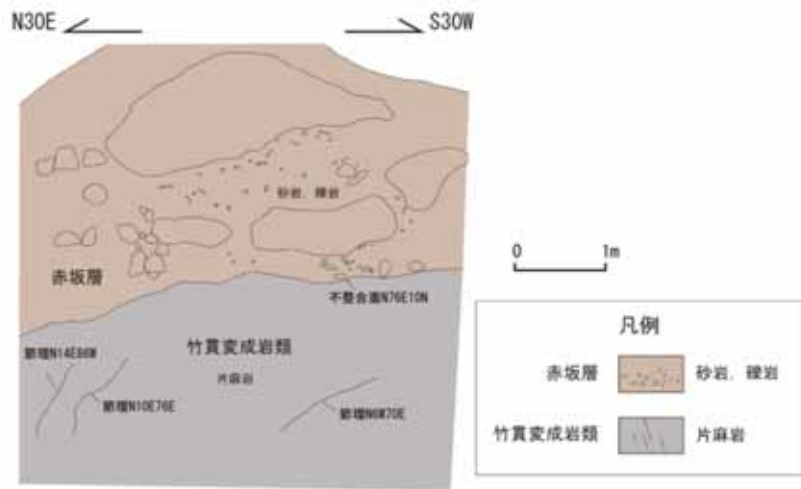 N30E
S30W
砂岩, 礫岩
赤坂層
不整合面N76E10N
0 1m
竹貫変成岩類
片麻岩
節理N14E86W
節理N10E76E
節理N6W70E
凡例
赤坂層 砂岩, 礫岩
竹貫変成岩類 片麻岩